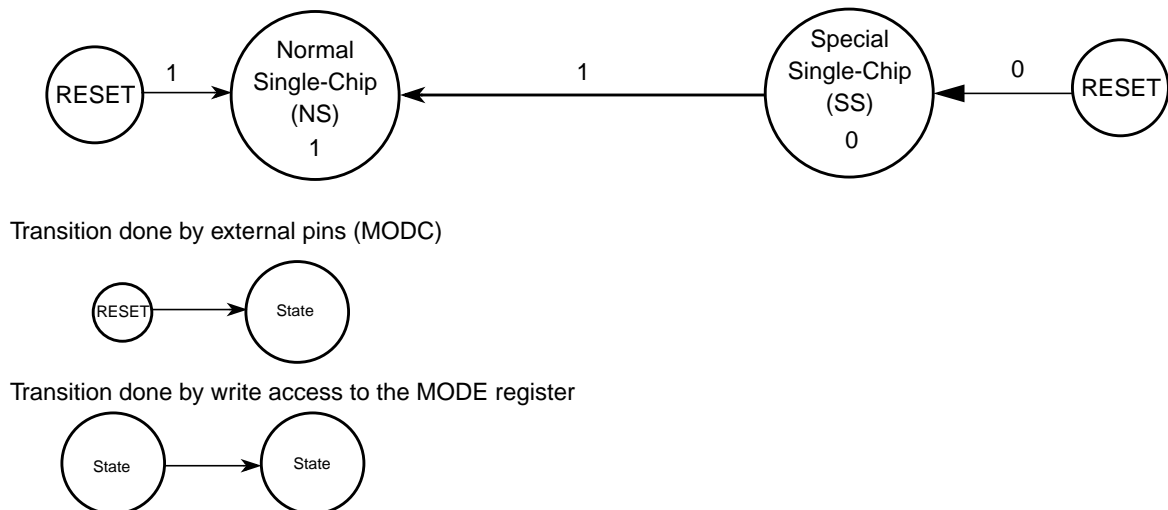 RESET
1
Normal
Single-Chip
(NS)
1
1
Special
Single-Chip
(SS)
0
0
RESET
Transition done by external pins (MODC)
RESET
State
Transition done by write access to the MODE register
State
State